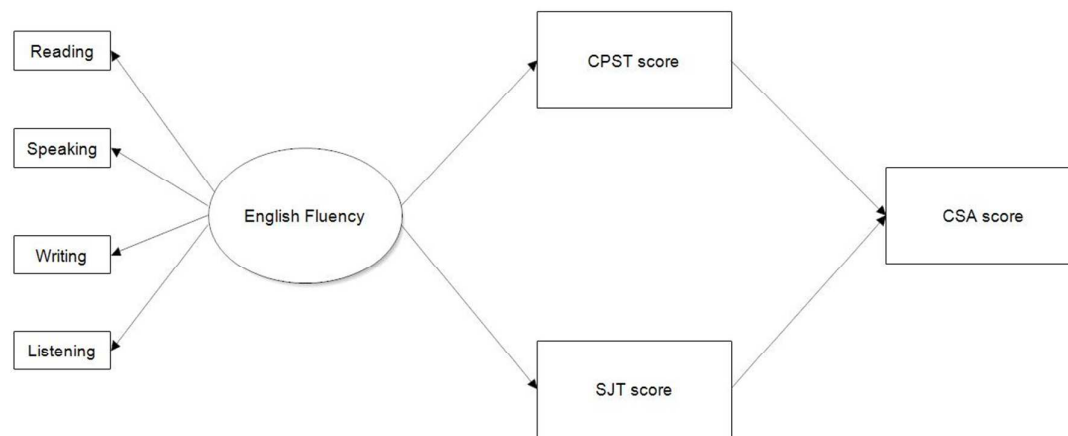 Reading
Speaking
Writing
Listening
English Fluency
CPST score
SJT score
CSA score